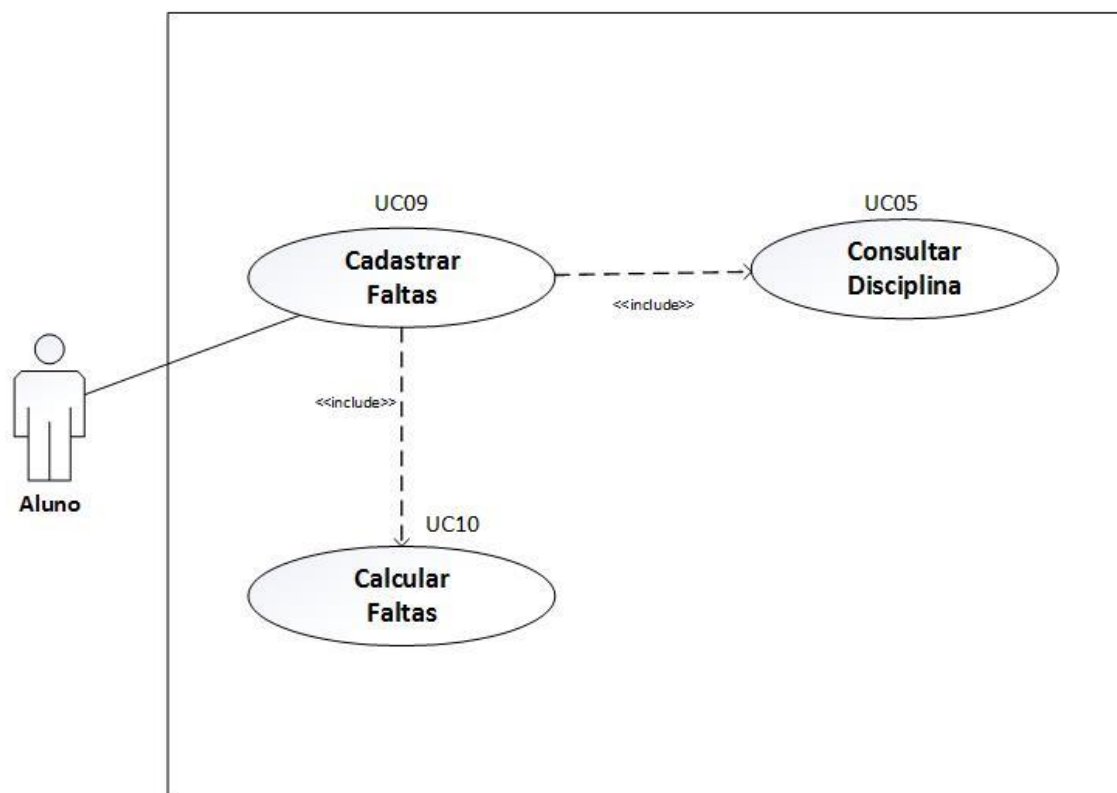 UC09
Cadastrar
Faltas
UC05
Consultar
Disciplina
<<include>>
<<include>>
Aluno
UC10
Calcular
Faltas